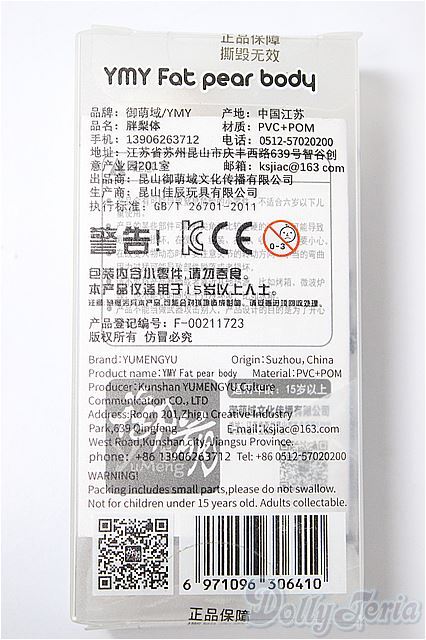 正品保障
撕毁无效
YMY Fat pear body
品牌：御萌域/YMY 产地：中国江苏
品名：胖梨体 材质：PVC+POM
手机：13906263712 电话：0512-57020200
地址：江苏省苏州昆山市庆丰西路639号智谷创
意产业园201室 邮箱：ksjiac@163.com
出品商：昆山御萌域文化传播有限公司
生产商：昆山佳辰玩具有限公司
执行标准：GB/T 26701-2011
警告！ CE 0-3
包装内含小零件，请勿吞食。
本产品仅适用于15岁以上人士。
产品登记编号：F-00211723
版权所有 仿冒必究
Brand: YUMENGYU Origin: Suzhou, China
Product name: YMY Fat pear body Material: PVC+POM
Producer: Kunshan YUMENGYU Culture
Communication CO., LTD
15岁以上
Address: Room 201, Zhigu Creative Industry
Park,639 Qingfeng E-mail: ksjiac@163.com
West Road,Kunshan city, Jiangsu Province.
phone: +86 13906263712 Tel: +86 0512-57020200
YuMeng
WARNING!
Packing includes small parts,please do not swallow.
Not for children under 15 years old. Adults collectable.
6 971096 306410
正品保障
DollyTeria